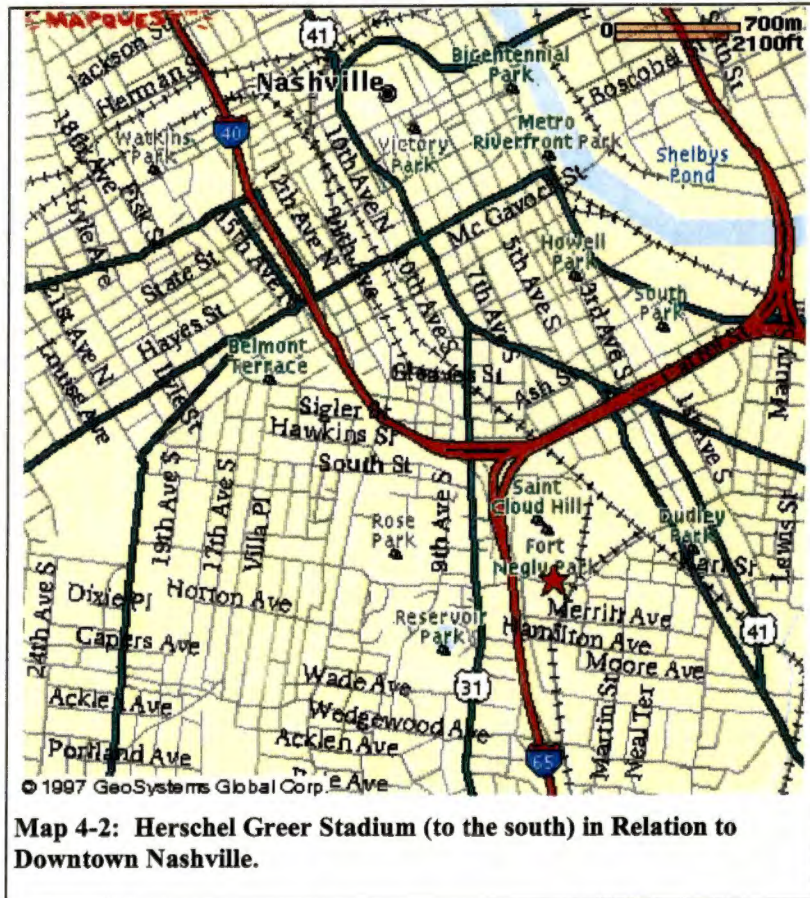 MAPQUEST
0 700m
2100ft
41
Jackson St
Herman St
Bicentennial
Park
Boscobel St
Nashville
18th Ave
Watkins
Park
40
10th Ave N
Victory
Park
Metro
Riverfront Park
Shelbys
Pond
12th Ave N
Mc Gavock St
Lyle Ave
State St
15th Ave N
5th Ave S
Howell
Park
21st Ave N
Hayes St
7th Ave S
3rd Ave S
South
Park
Louise Ave
Lyle St
Belmont
Terrace
Ash St
Maury
Sigler St
Hawkins St
South St
1st Ave S
19th Ave S
17th Ave S
Villa Pl
Rose
Park
9th Ave S
Saint
Cloud Hill
Dudley
Park
Lewis St
Fort
Neglu Park
24th Ave S
Dixie Pl
Horton Ave
Merritt Ave
Reservoir
Park
Hamilton Ave
41
Capers Ave
Moore Ave
Wade Ave
31
Acklen Ave
Wedgewood Ave
Martin St
Neal Ter
Portland Ave
Acklen Ave
65
e Ave
© 1997 GeoSystems Global Corp.
Map 4-2: Herschel Greer Stadium (to the south) in Relation to
Downtown Nashville.